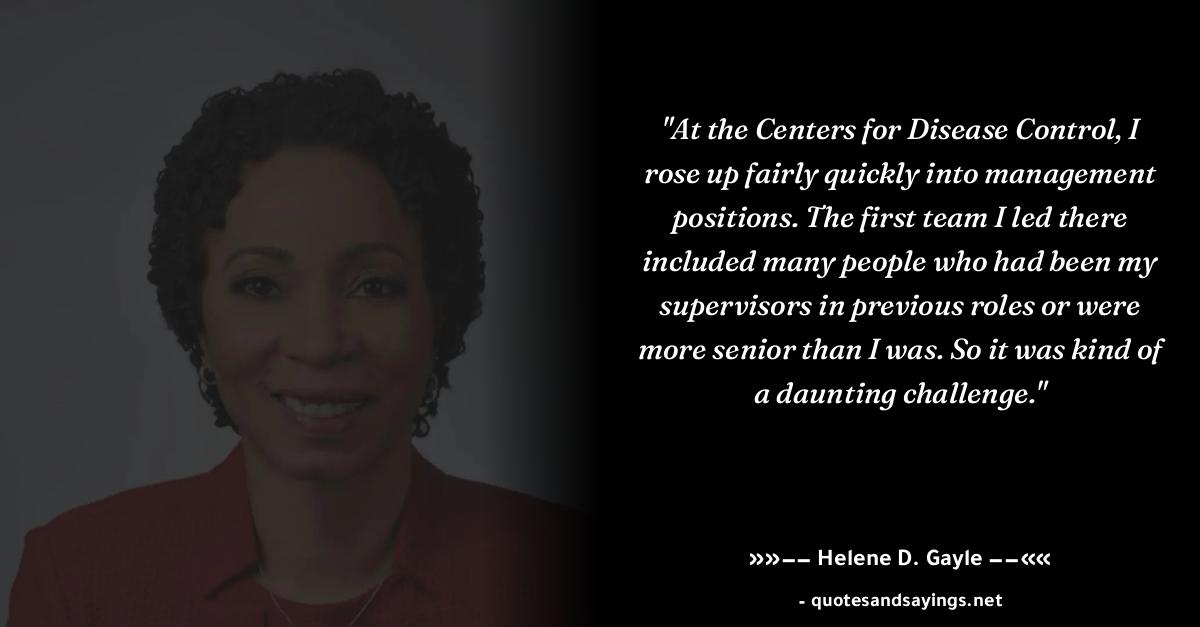 "At the Centers for Disease Control, I
rose up fairly quickly into management
positions. The first team I led there
included many people who had been my
supervisors in previous roles or were
more senior than I was. So it was kind of
a daunting challenge."
»»−− Helene D. Gayle −−««
- quotesandsayings.net